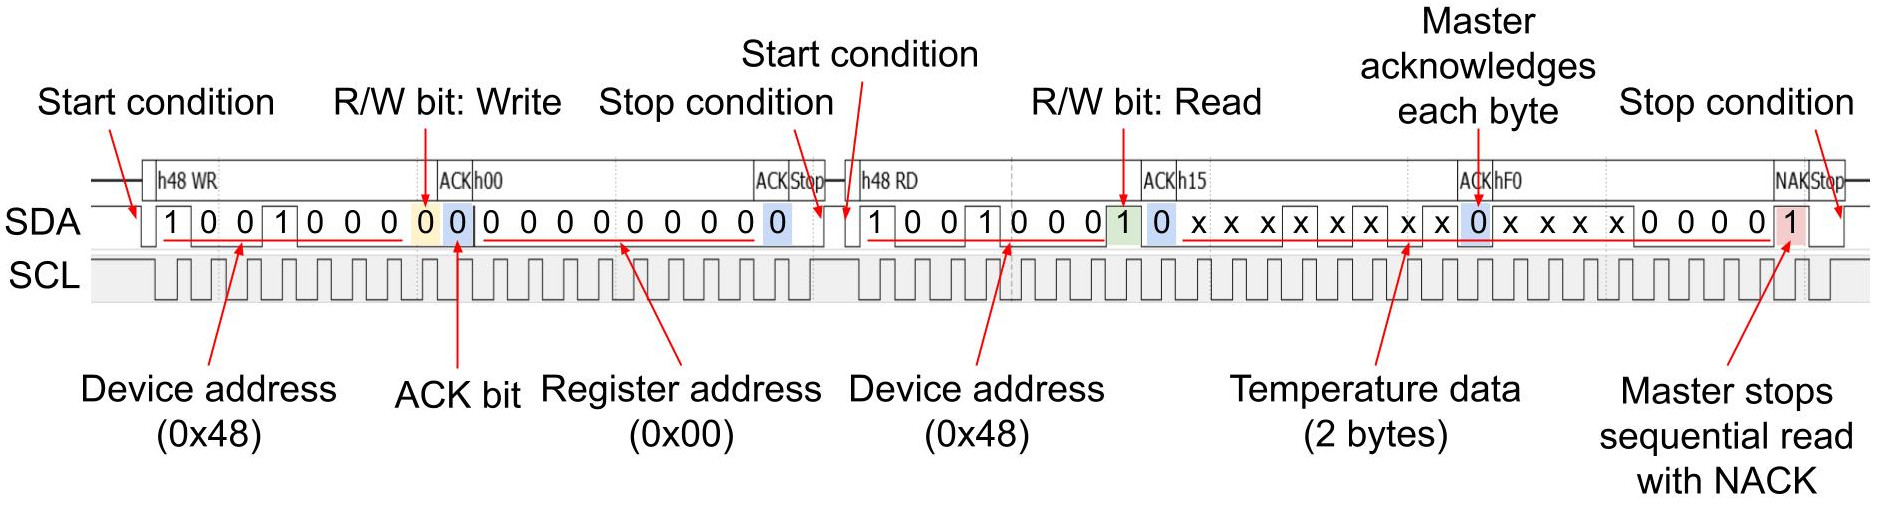 Master
acknowledges
each byte
Start condition
Start condition
R/W bit: Write
Stop condition
R/W bit: Read
Stop condition
h48 WR ACK h00 ACK Stop h48 RD ACK h15 ACK hF0 NAK Stop
SDA 1 0 0 1 0 0 0 0 0 0 0 0 0 0 0 0 0 0 1 0 0 1 0 0 0 1 0 x x x x x x x x 0 x x x x 0 0 0 0 1
SCL
Device address
(0x48)
ACK bit
Register address
(0x00)
Device address
(0x48)
Temperature data
(2 bytes)
Master stops
sequential read
with NACK